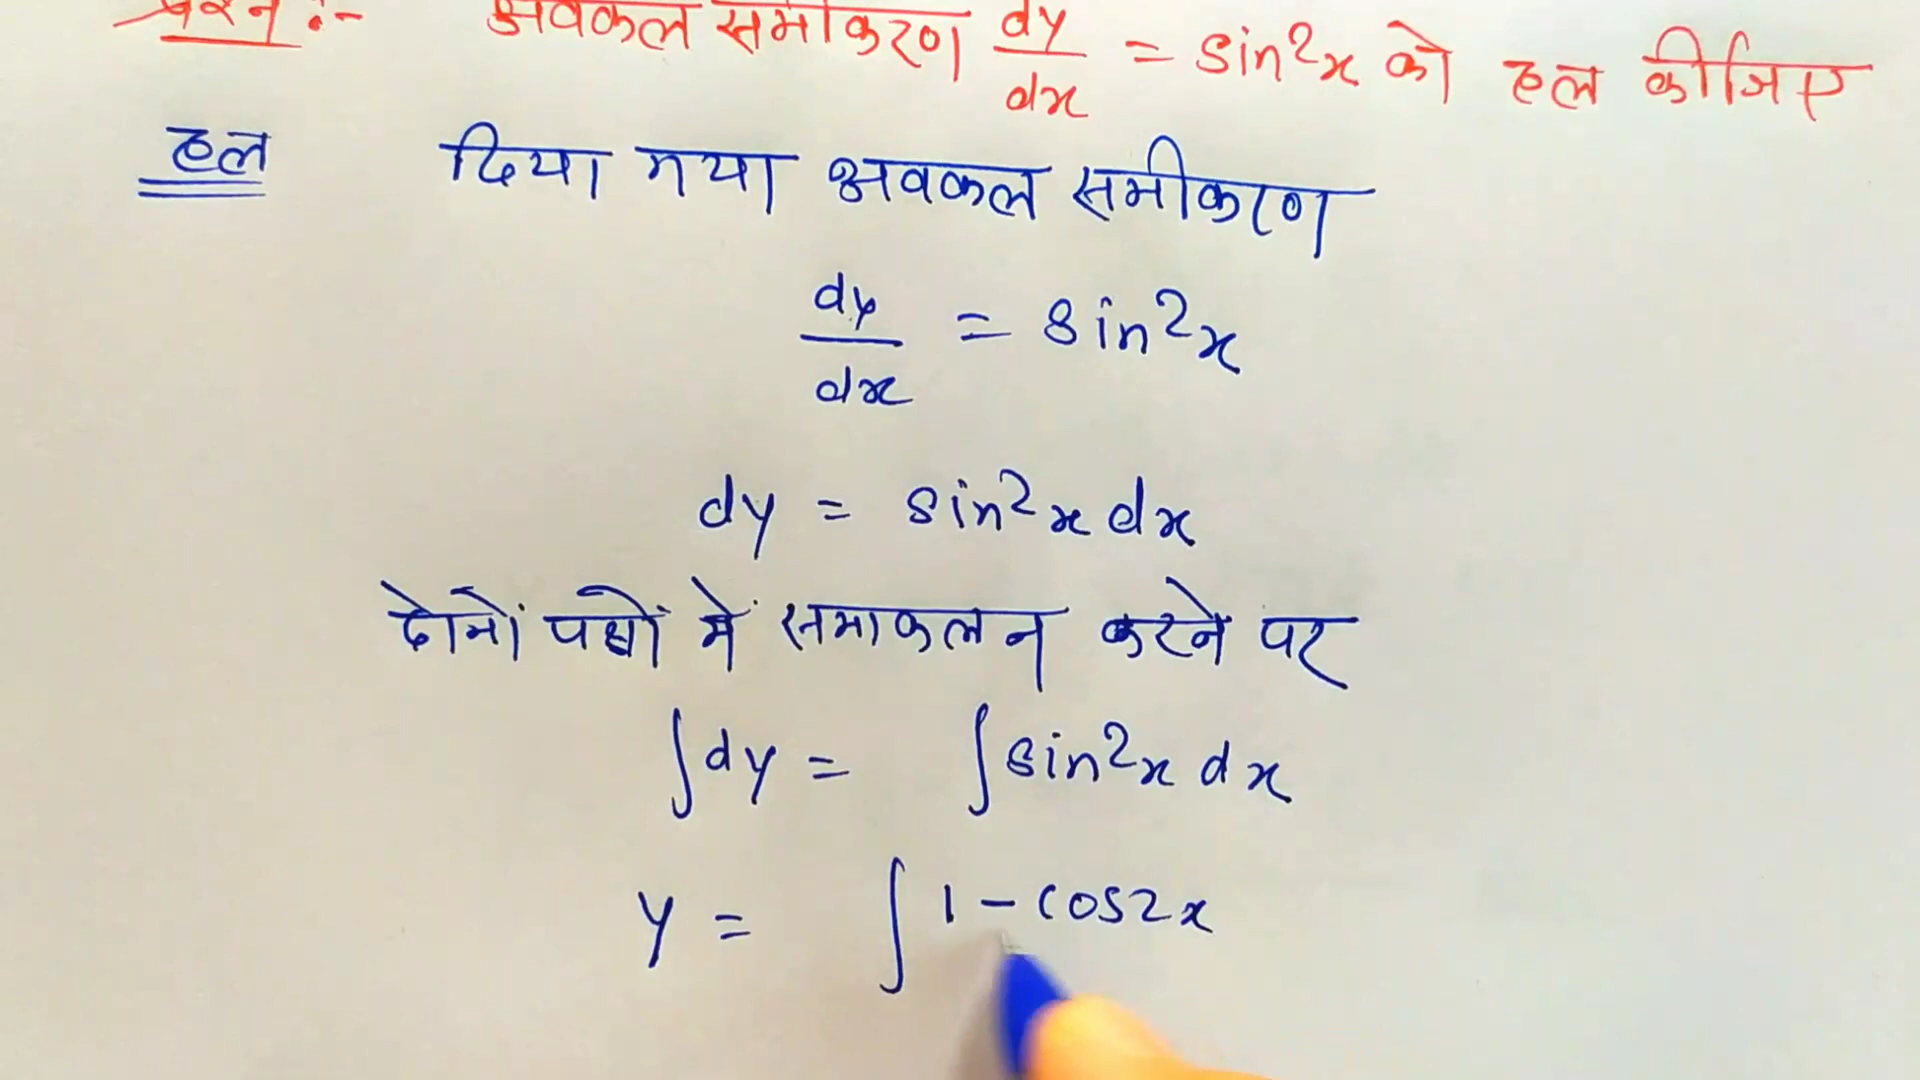 प्रश्न :- अवकल समीकरण dy/dx = sin²x को हल कीजिए
हल दिया गया अवकल समीकरण
dy/dx = sin²x
dy = sin²x dx
दोनों पक्षों में समाकलन करने पर
∫dy = ∫sin²x dx
y = ∫ 1 - cos2x